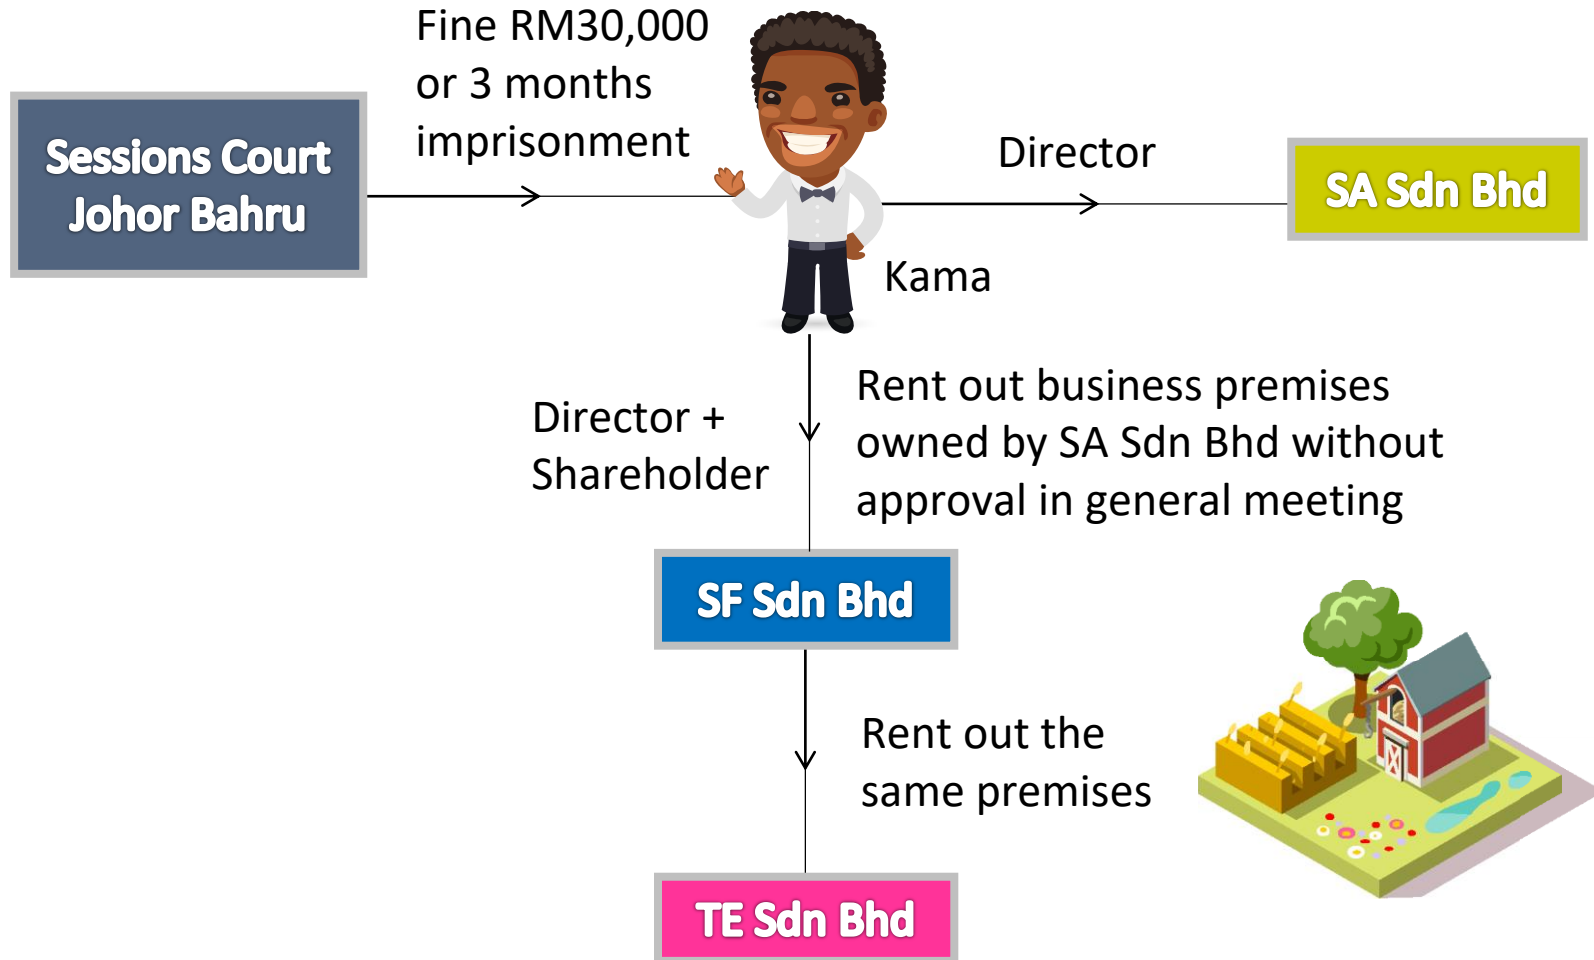 Fine RM30,000
or 3 months
imprisonment
Sessions Court
Johor Bahru
Director
SA Sdn Bhd
Kama
Director +
Shareholder
Rent out business premises
owned by SA Sdn Bhd without
approval in general meeting
SF Sdn Bhd
Rent out the
same premises
TE Sdn Bhd